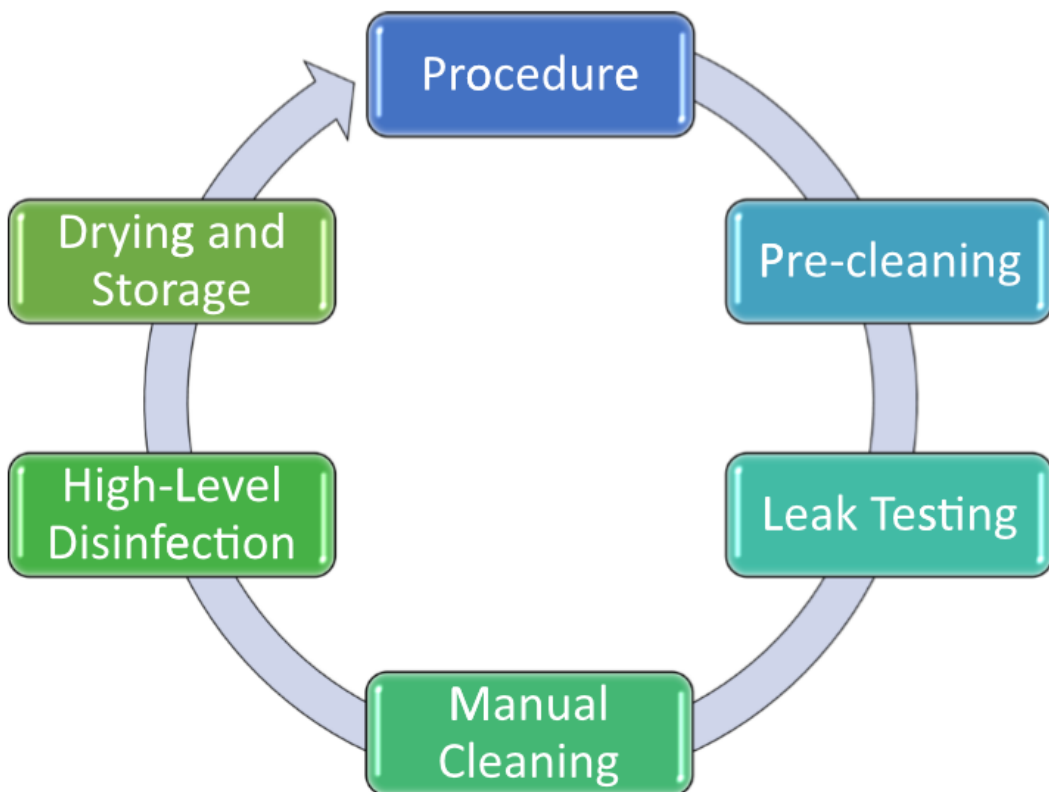 Procedure
Pre-cleaning
Leak Testing
Manual
Cleaning
High-Level
Disinfection
Drying and
Storage